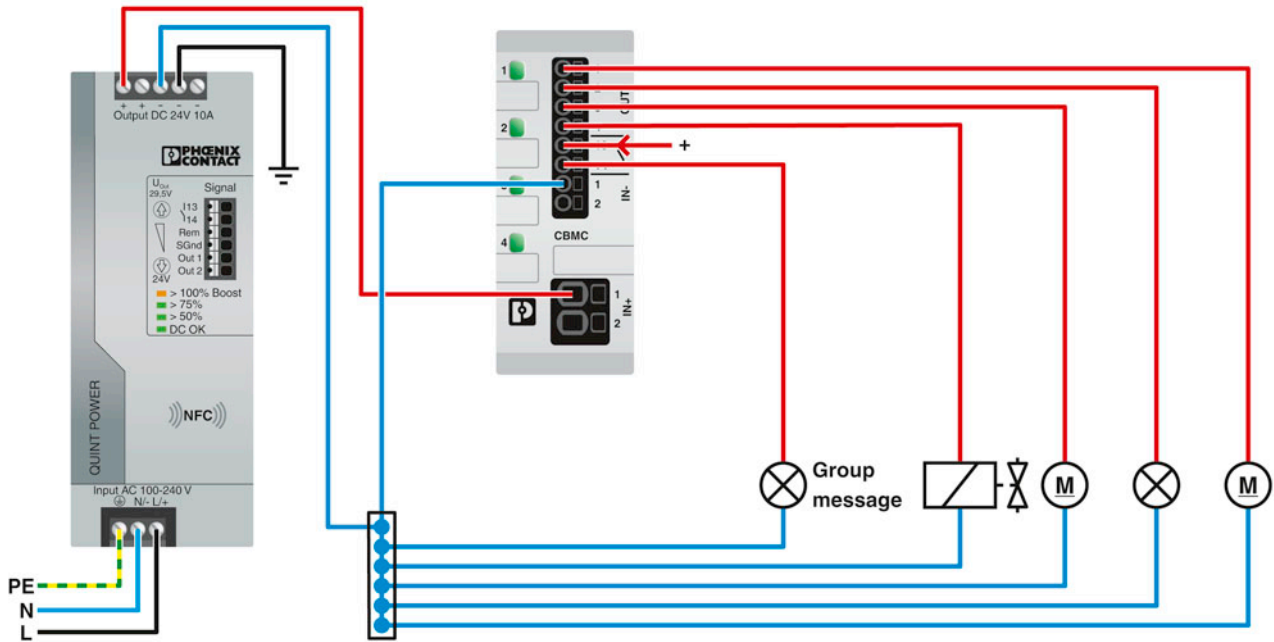 + + - - -
Output DC 24V 10A
PHŒNIX
CONTACT
UOut
29,5V
Signal
13
14
Rem
SGnd
Out 1
Out 2
24V
> 100% Boost
> 75%
> 50%
DC OK
QUINT POWER
NFC
Input AC 100-240 V
N/- L/+
PE
N
L
1
2
4
OUT
+
1
2
IN-
CBMC
1
2
IN+
Group
message
M
M